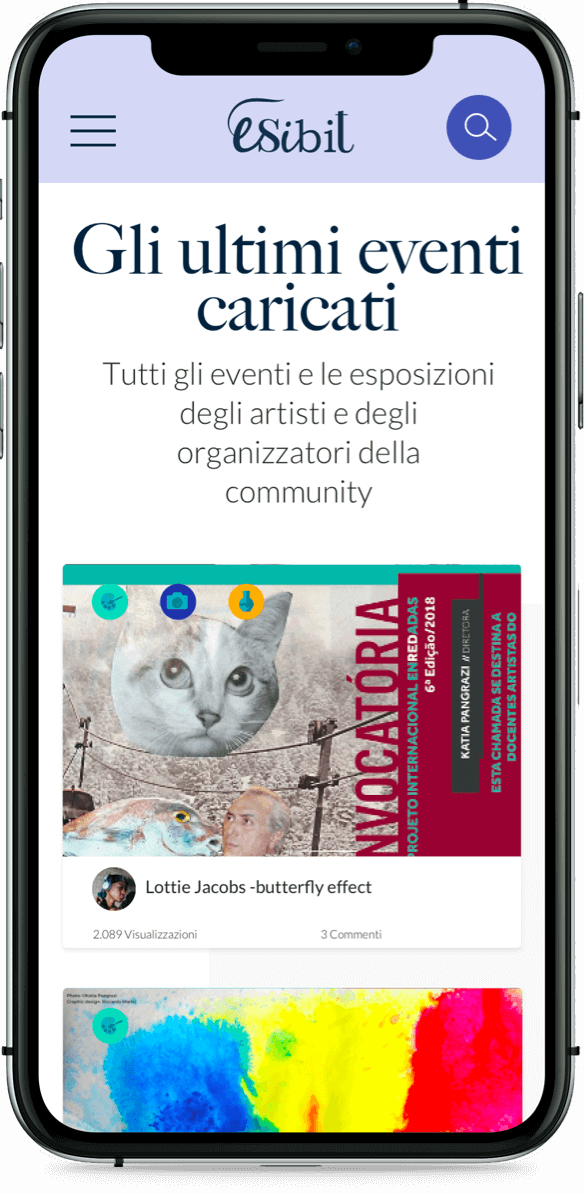 esibit
Gli ultimi eventi
caricati
Tutti gli eventi e le esposizioni
degli artisti e degli
organizzatori della
community
NVOCATÓRIA
PROJETO INTERNACIONAL ENREDADAS
6ª Edição/2018
KATIA PANGRAZI // DIRETORA
ESTA CHAMADA SE DESTINA A
DOCENTES ARTISTAS DO
Lottie Jacobs -butterfly effect
2.089 Visualizzazioni
3 Commenti